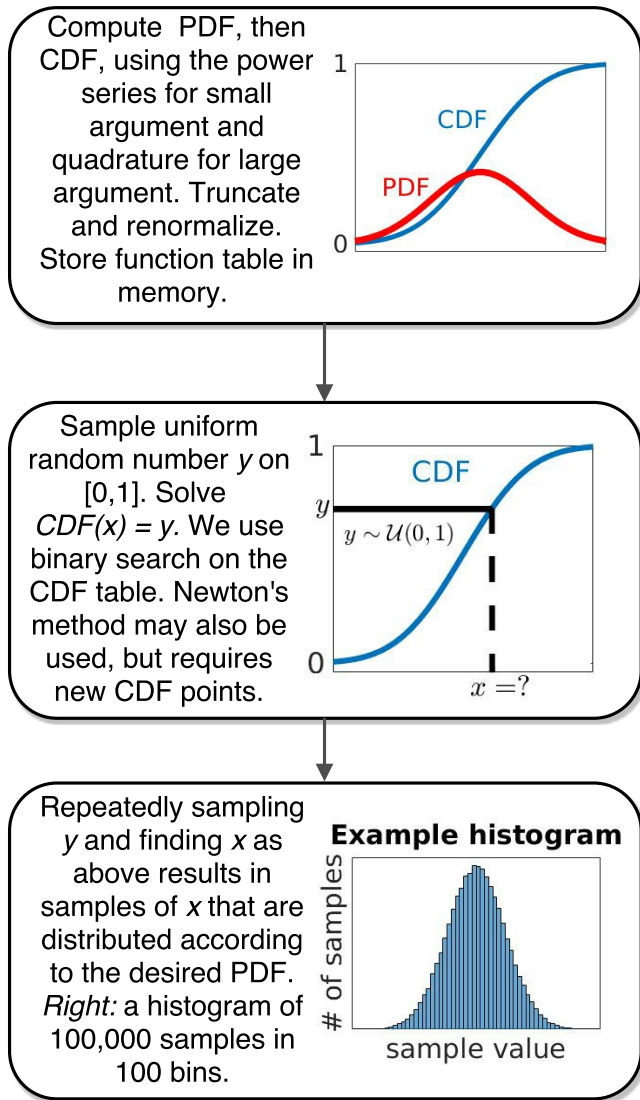 Compute  PDF, then
CDF, using the power
series for small
argument and
quadrature for large
argument. Truncate
and renormalize.
Store function table in
memory.
1
CDF
PDF
0
Sample uniform
random number y on
[0,1]. Solve
CDF(x) = y. We use
binary search on the
CDF table. Newton's
method may also be
used, but requires
new CDF points.
1
CDF
y
y ∼ 𝒰(0, 1)
0
x =?
Repeatedly sampling
y and finding x as
above results in
samples of x that are
distributed according
to the desired PDF.
Right: a histogram of
100,000 samples in
100 bins.
Example histogram
# of samples
sample value